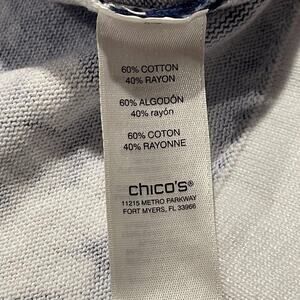 60% COTTON
40% RAYON
60% ALGODÓN
40% rayón
60% COTON
40% RAYONNE
chico's®
11215 METRO PARKWAY
FORT MYERS, FL 33966